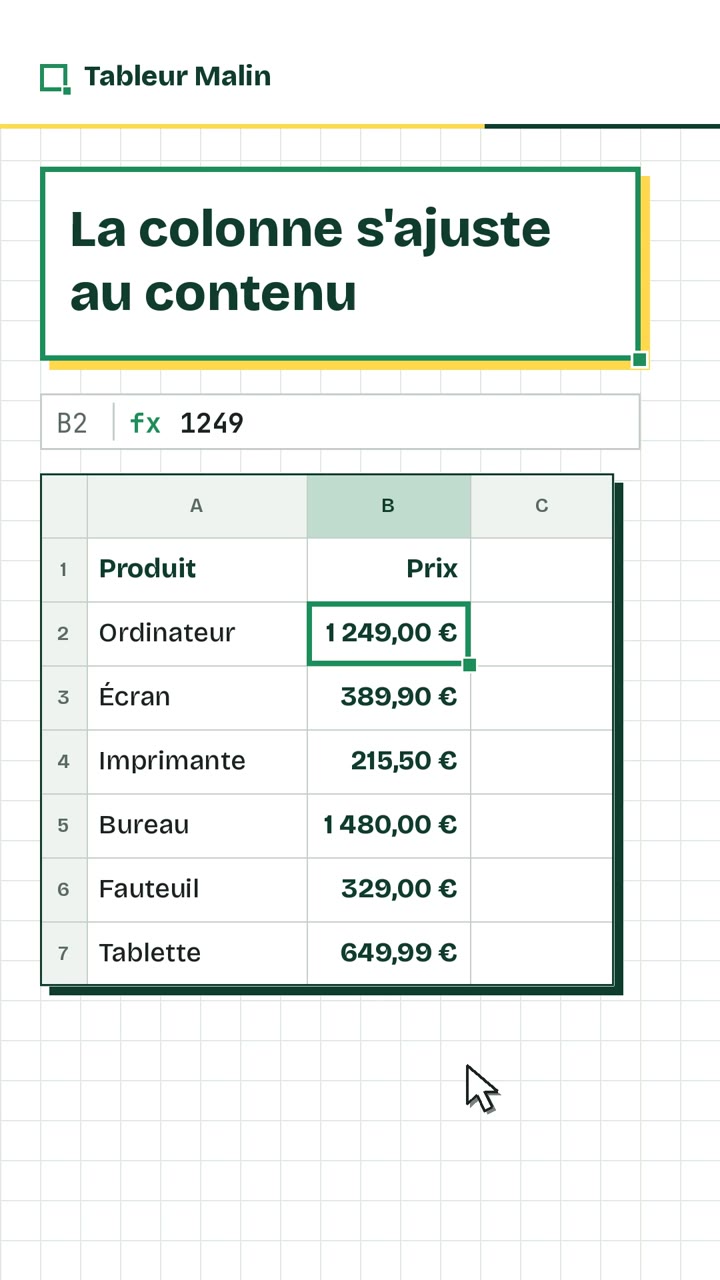 Tableur Malin
La colonne s'ajuste
au contenu
B2 fx 1249
A B C
1 Produit Prix
2 Ordinateur 1 249,00 €
3 Écran 389,90 €
4 Imprimante 215,50 €
5 Bureau 1 480,00 €
6 Fauteuil 329,00 €
7 Tablette 649,99 €